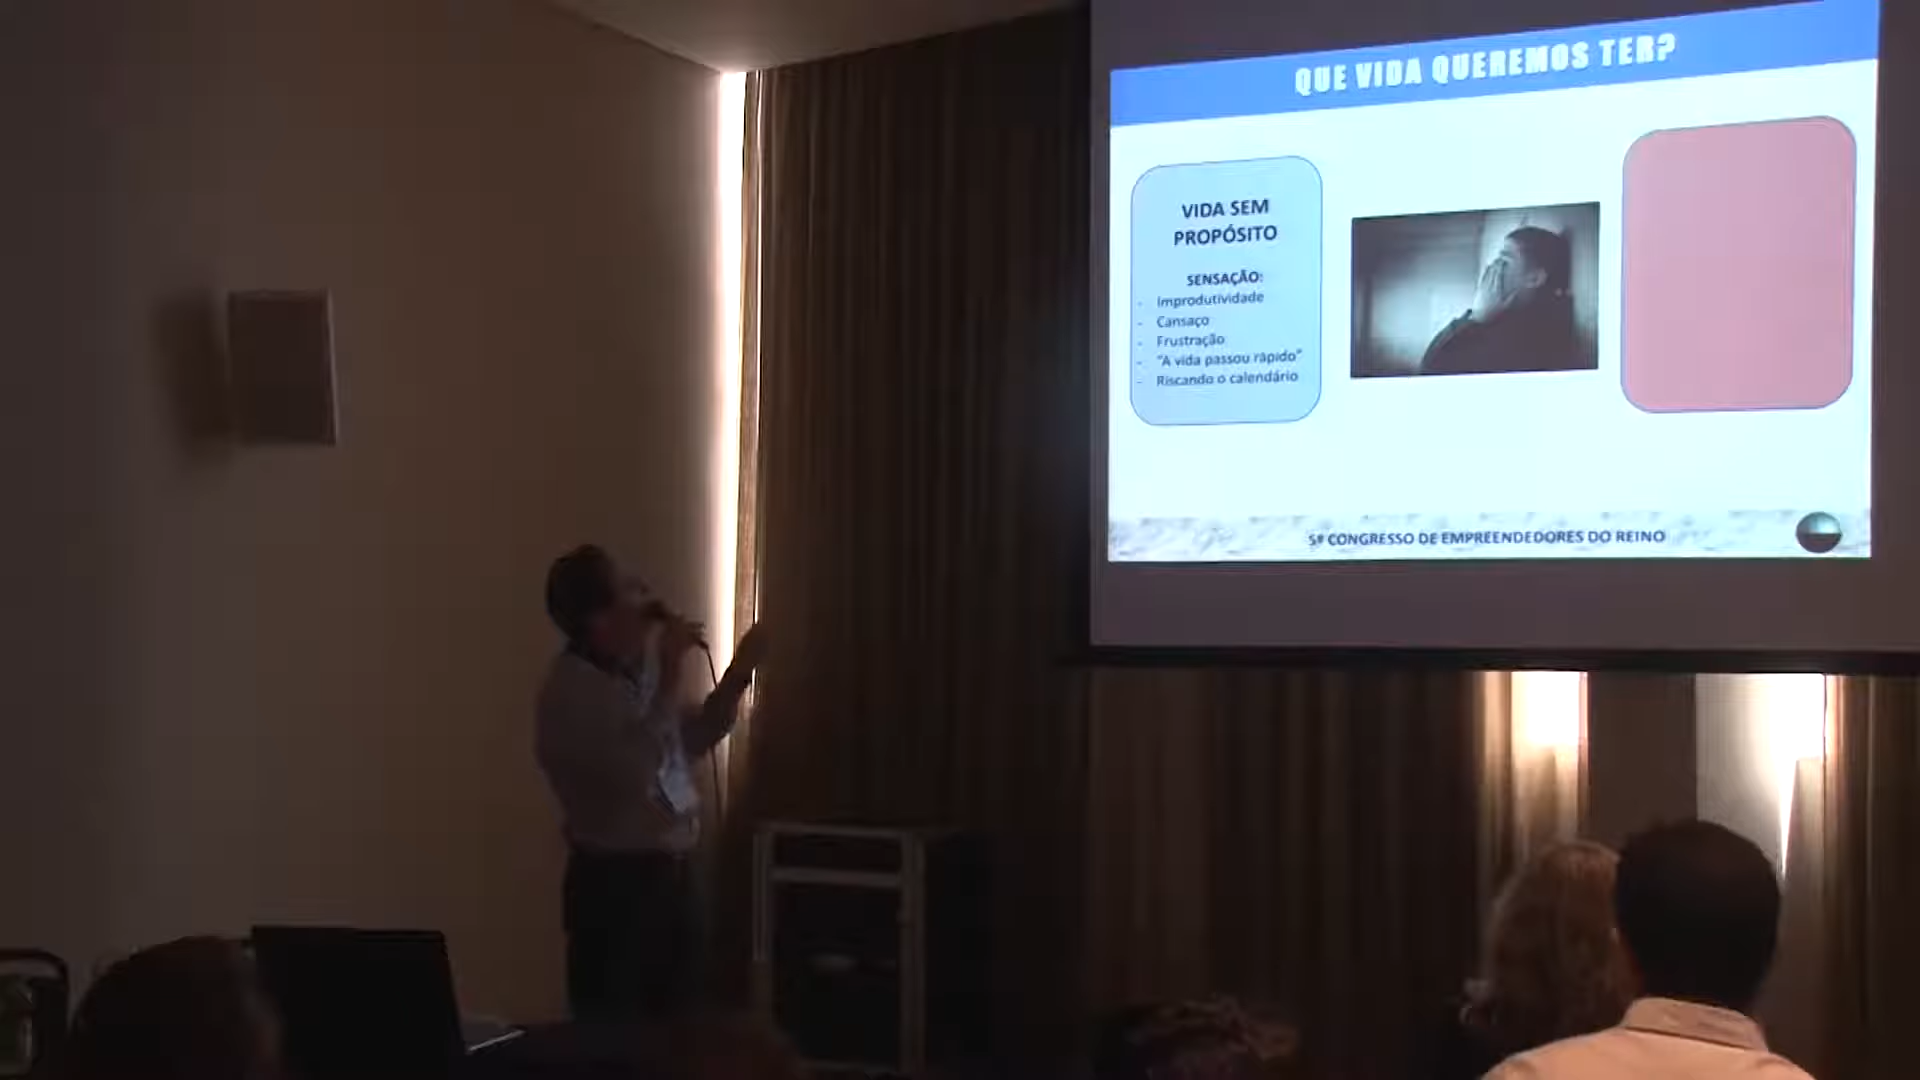 QUE VIDA QUEREMOS TER?
VIDA SEM
PROPÓSITO
SENSAÇÃO:
- Improdutividade
- Cansaço
- Frustração
- "A vida passou rápido"
- Riscando o calendário
5º CONGRESSO DE EMPREENDEDORES DO REINO